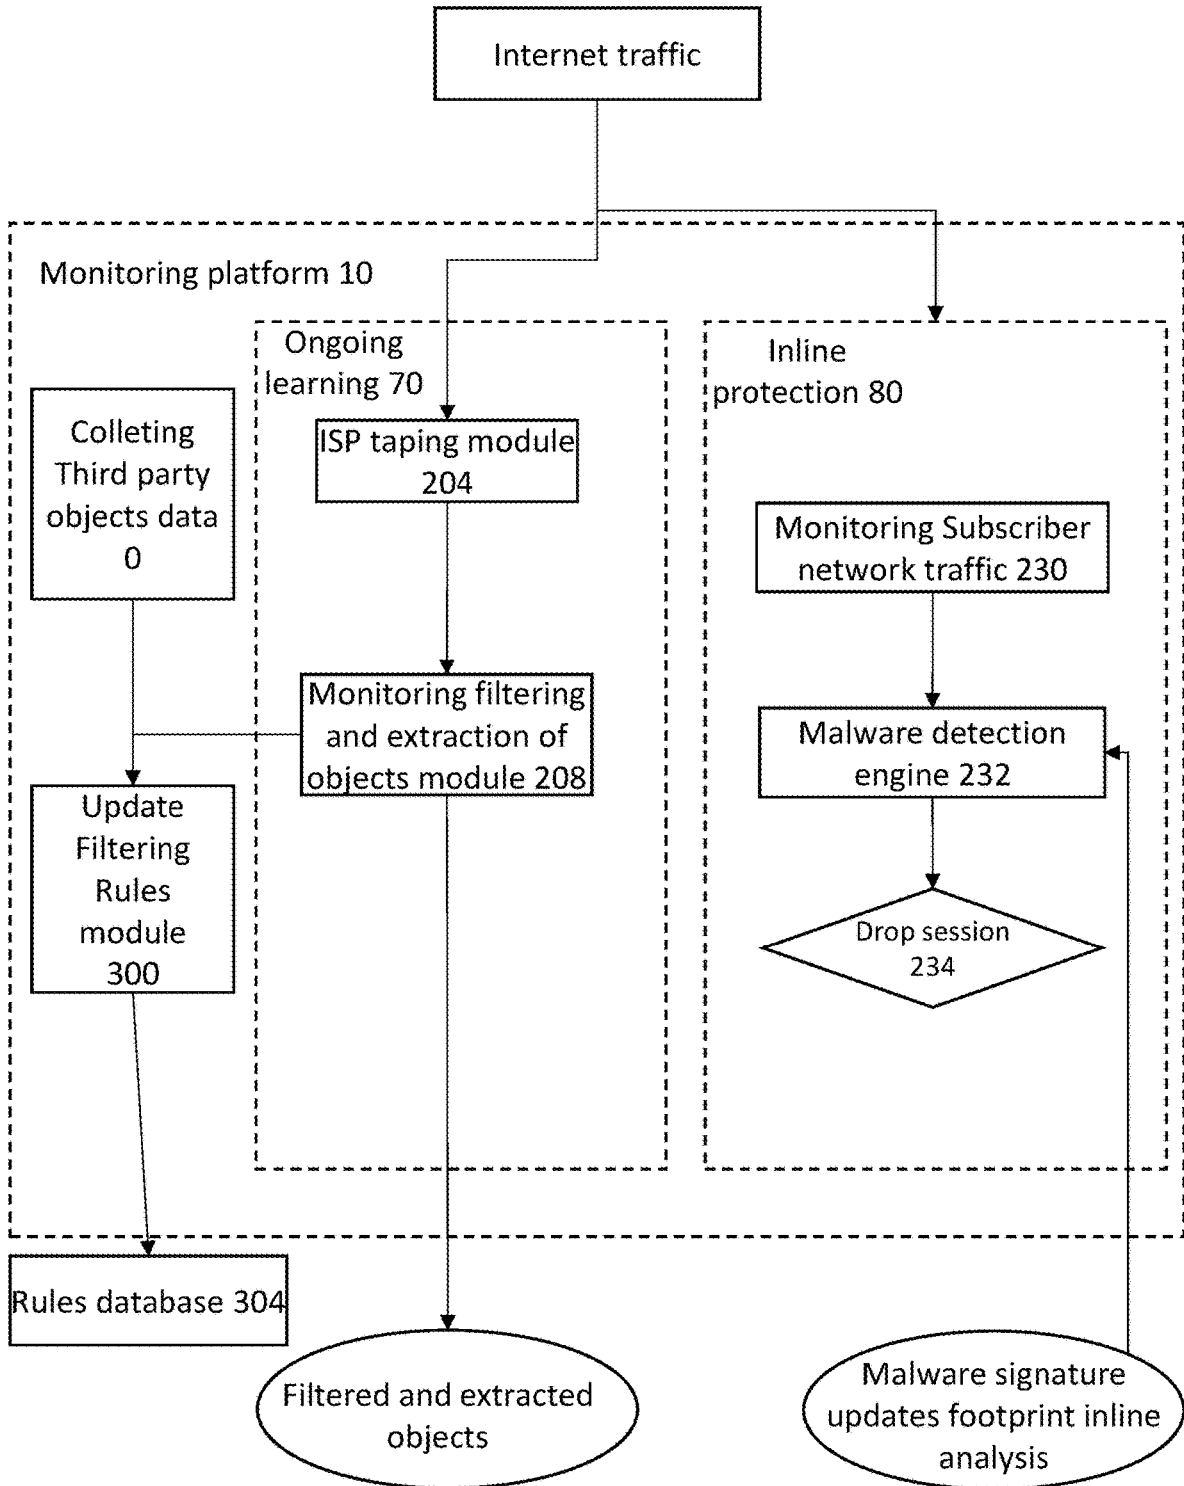 Internet traffic
Monitoring platform 10
Ongoing
learning 70
Inline
protection 80
Colleting
Third party
objects data
0
ISP taping module
204
Monitoring Subscriber
network traffic 230
Monitoring filtering
and extraction of
objects module 208
Malware detection
engine 232
Update
Filtering
Rules
module
300
Drop session
234
Rules database 304
Filtered and extracted
objects
Malware signature
updates footprint inline
analysis